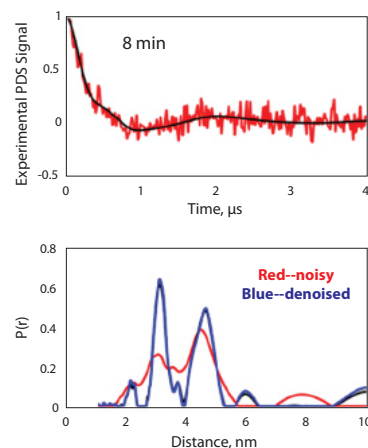 8 min
Experimental PDS Signal
1
0.5
0
-0.5
0 1 2 3 4
Time, μs
Red--noisy
Blue--denoised
P(r)
0.8
0.6
0.4
0.2
0
0 2 4 6 8 10
Distance, nm